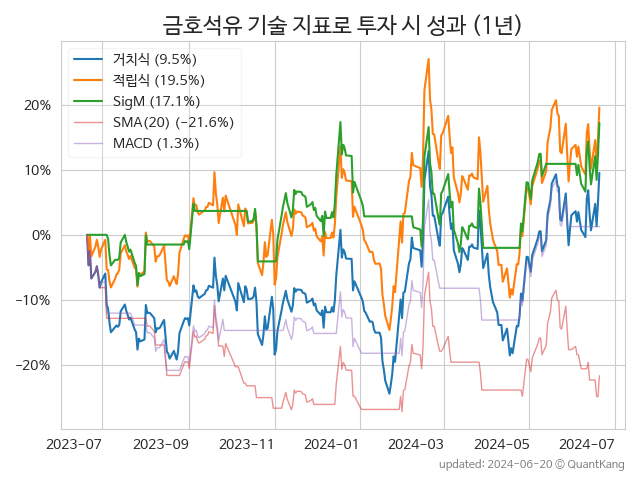 금호석유 기술 지표로 투자 시 성과 (1년)
거치식 (9.5%)
적립식 (19.5%)
SigM (17.1%)
SMA(20) (−21.6%)
MACD (1.3%)
20%
10%
0%
−10%
−20%
2023-07 2023-09 2023-11 2024-01 2024-03 2024-05 2024-07
updated: 2024-06-20 © QuantKang